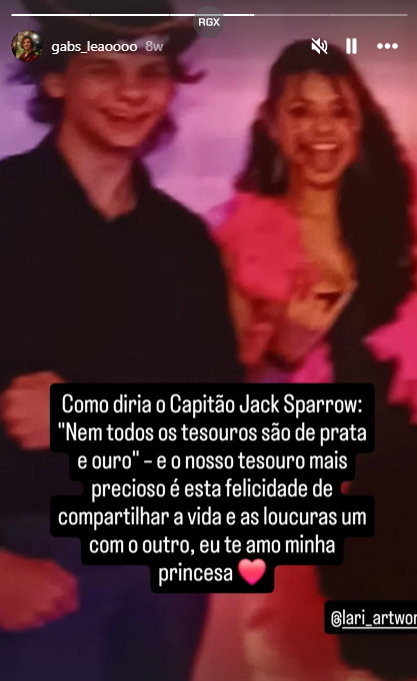 RGX
gabs_leaoooo 8w
Como diria o Capitão Jack Sparrow:
"Nem todos os tesouros são de prata
e ouro" - e o nosso tesouro mais
precioso é esta felicidade de
compartilhar a vida e as loucuras um
com o outro, eu te amo minha
princesa
@lari_artwor